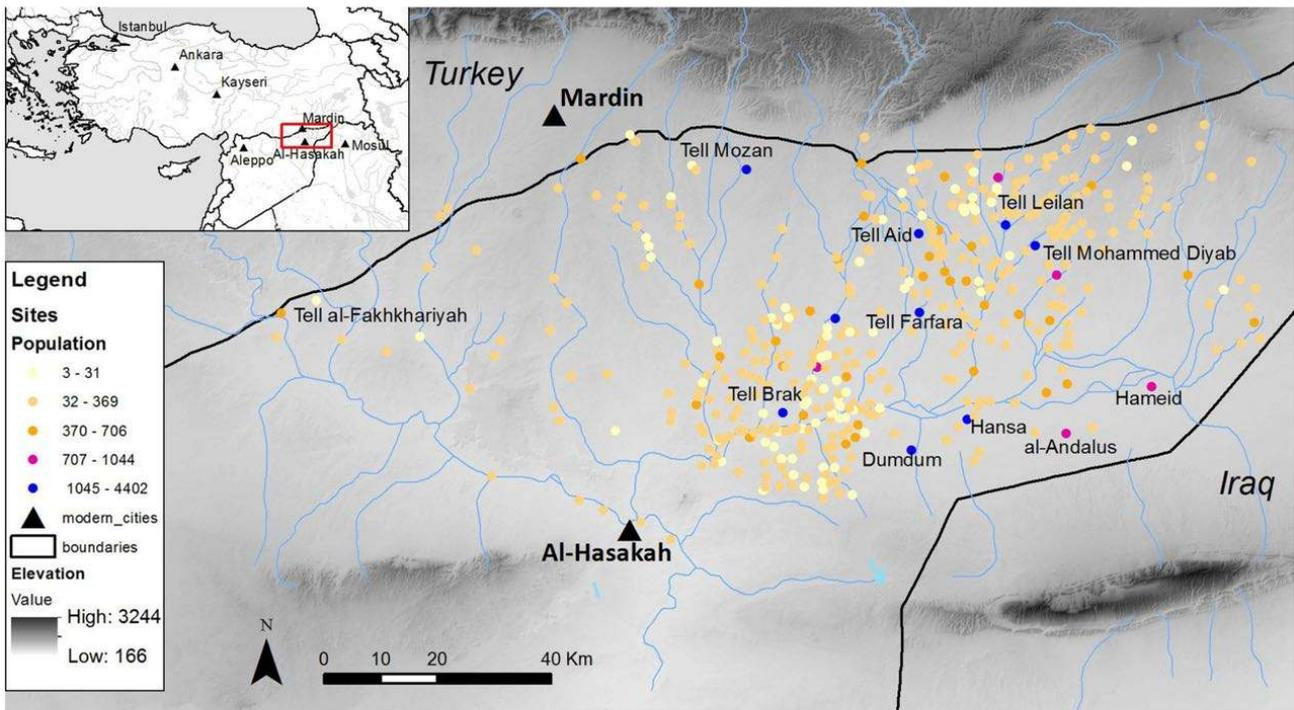 Istanbul
Ankara
Kayseri
Mardin
Aleppo
Al-Hasakah
Mosul
Turkey
Mardin
Tell Mozan
Tell Leilan
Tell Aid
Tell Mohammed Diyab
Tell al-Fakhkhariyah
Tell Farfara
Tell Brak
Hameid
Hansa
al-Andalus
Dumdum
Iraq
Al-Hasakah
Legend
Sites
Population
3 - 31
32 - 369
370 - 706
707 - 1044
1045 - 4402
modern_cities
boundaries
Elevation
Value
High: 3244
Low: 166
N
0 10 20 40 Km